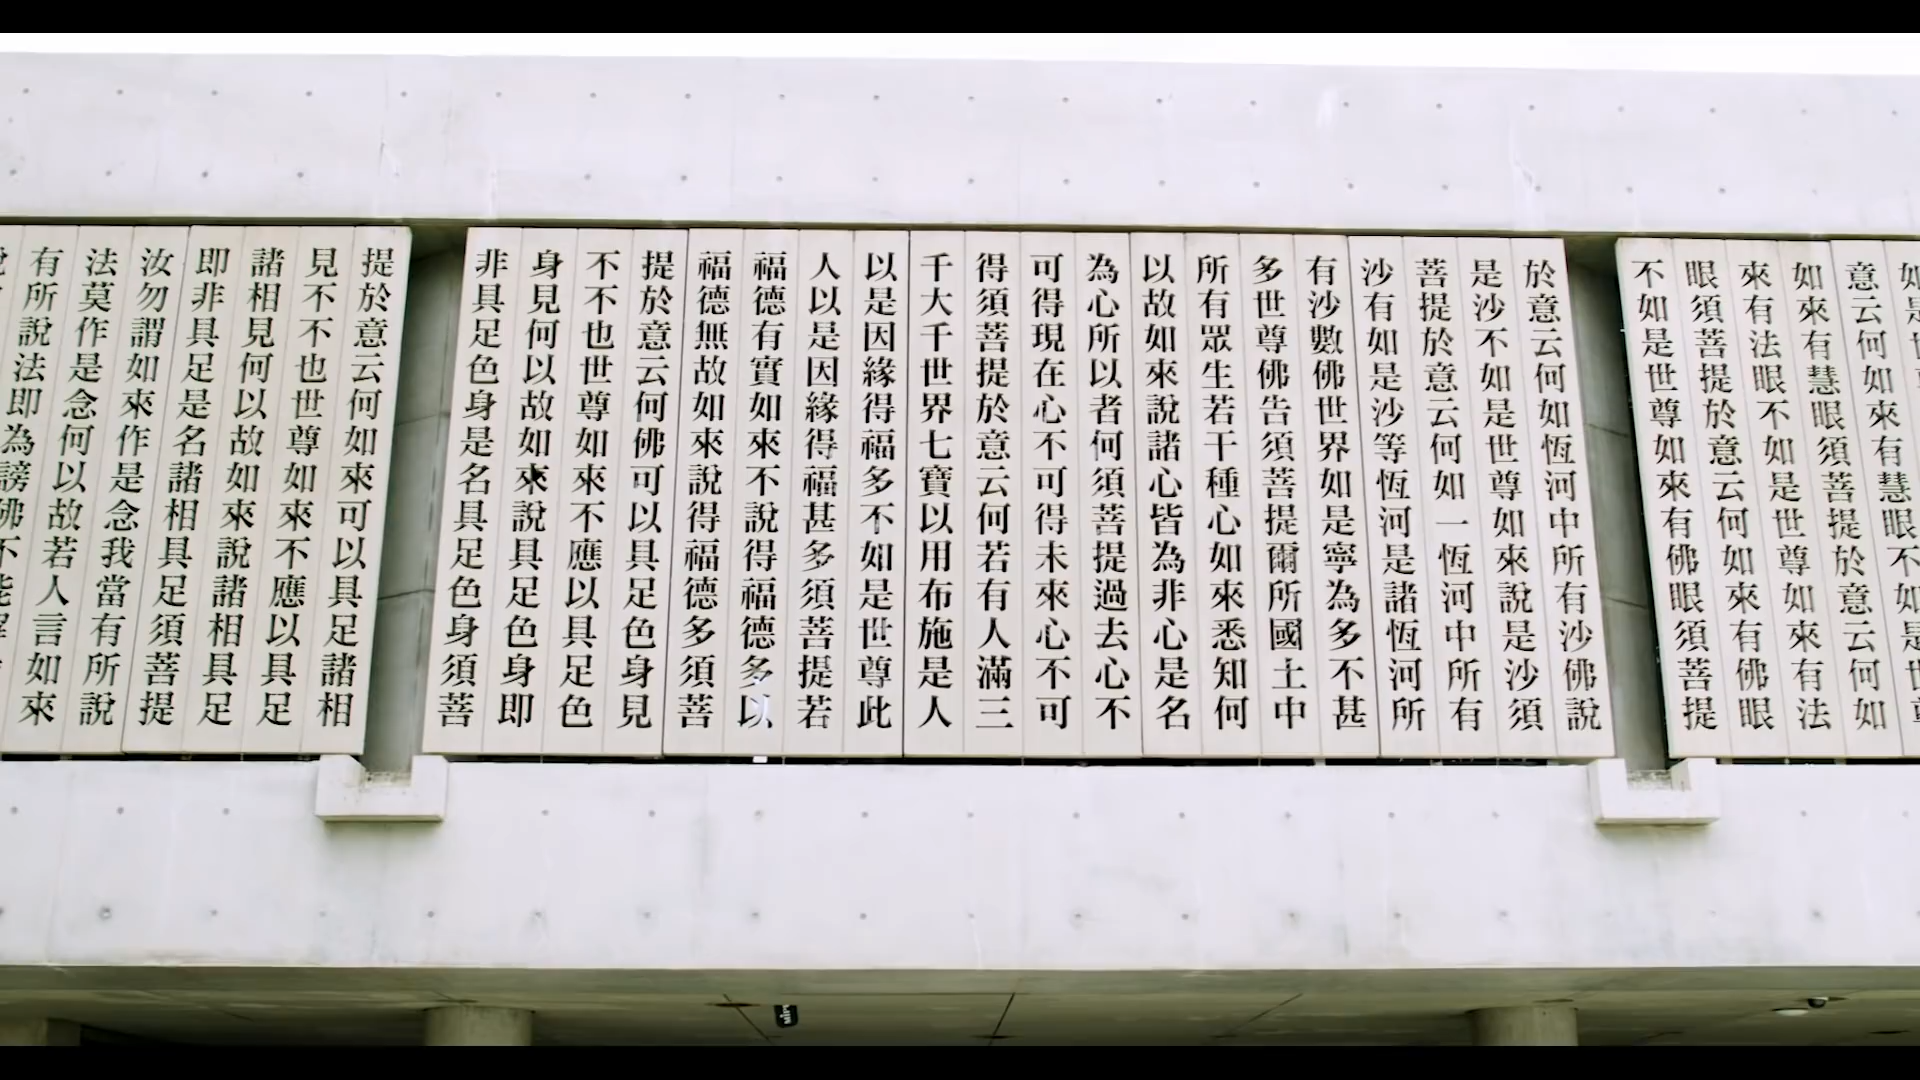 意云何如來有慧眼不如是世
如來有慧眼須菩提於意云何如
來有法眼不如是世尊如來有法
眼須菩提於意云何如來有佛眼
不如是世尊如來有佛眼須菩提
於意云何如恆河中所有沙佛說
是沙不如是世尊如來說是沙須
菩提於意云何如一恆河中所有
沙有如是沙等恆河是諸恆河所
有沙數佛世界如是寧為多不甚
多世尊佛告須菩提爾所國土中
所有眾生若干種心如來悉知何
以故如來說諸心皆為非心是名
為心所以者何須菩提過去心不
可得現在心不可得未來心不可
得須菩提於意云何若有人滿三
千大千世界七寶以用布施是人
以是因緣得福多不如是世尊此
人以是因緣得福甚多須菩提若
福德有實如來不說得福德多以
福德無故如來說得福德多須菩
提於意云何佛可以具足色身見
不不也世尊如來不應以具足色
身見何以故如來說具足色身即
非具足色身是名具足色身須菩
提於意云何如來可以具足諸相
見不不也世尊如來不應以具足
諸相見何以故如來說諸相具足
即非具足是名諸相具足須菩提
汝勿謂如來作是念我當有所說
法莫作是念何以故若人言如來
有所說法即為謗佛不能